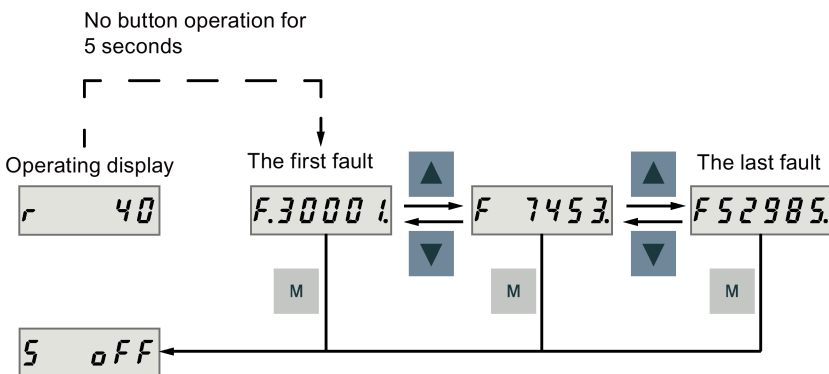 No button operation for
5 seconds
Operating display
The first fault
The last fault
r 40
F.30001.
F 7453.
F52985.
M
M
M
S oFF